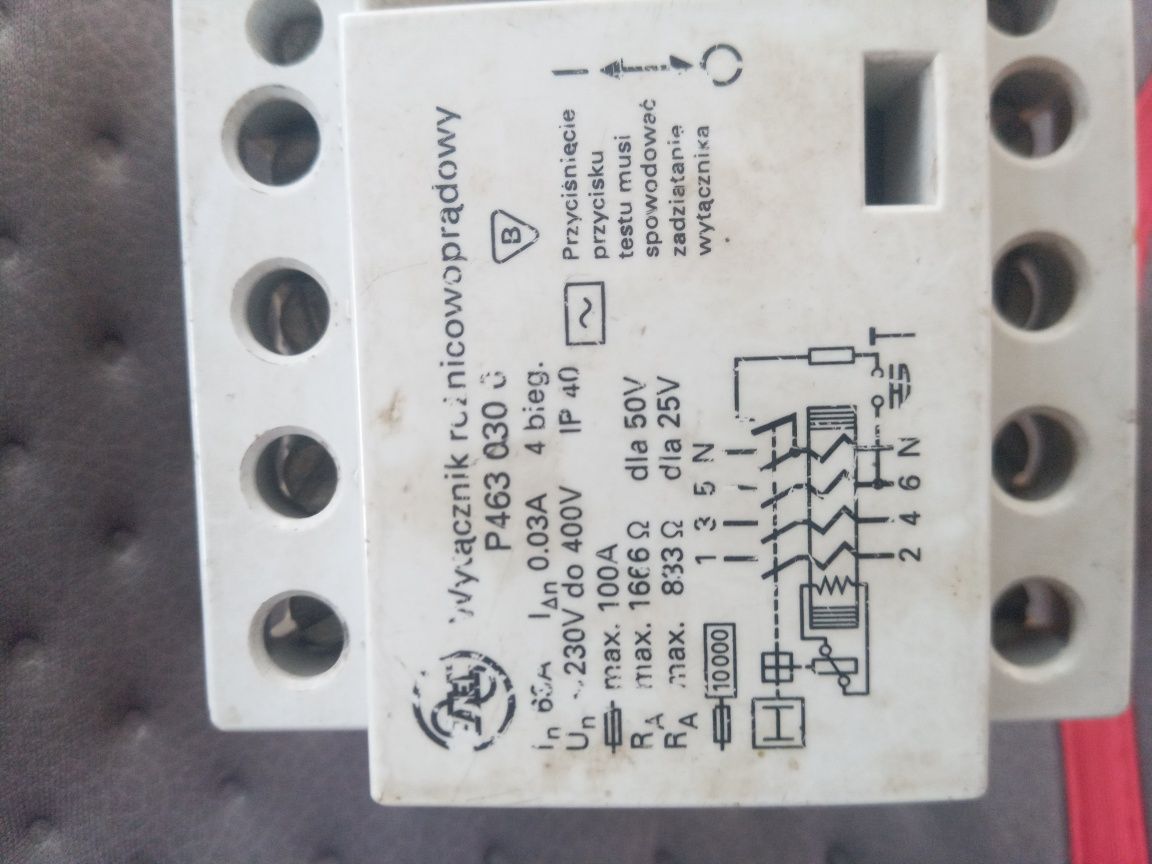 Wyłącznik różnicowoprądowy
P463 030
B
In 63A I∆n 0.03A 4 bieg.
Un ~230V do 400V IP 40
max. 100A
RA max. 1666 Ω dla 50V
RA max. 833 Ω dla 25V
10 000
Przyciśnięcie
przycisku
testu musi
spowodować
zadziałanie
wyłącznika
1 3 5 N
H
T
2 4 6 N